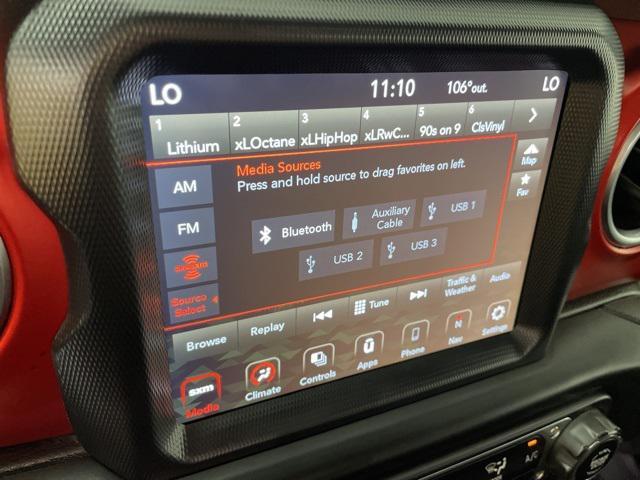 LO 11:10 106°out. LO
1 2 3 4 5 6
Lithium xLOctane xLHipHop xLRwC... 90s on 9 ClsVinyl
Media Sources
Press and hold source to drag favorites on left.
AM
FM
SiriusXM
Source
Select
Bluetooth
Auxiliary
Cable
USB 1
USB 2
USB 3
Map
Fav
Browse Replay Tune Traffic &
Weather Audio
sxm
Media Climate Controls Apps Phone Nav Settings
N
A/C